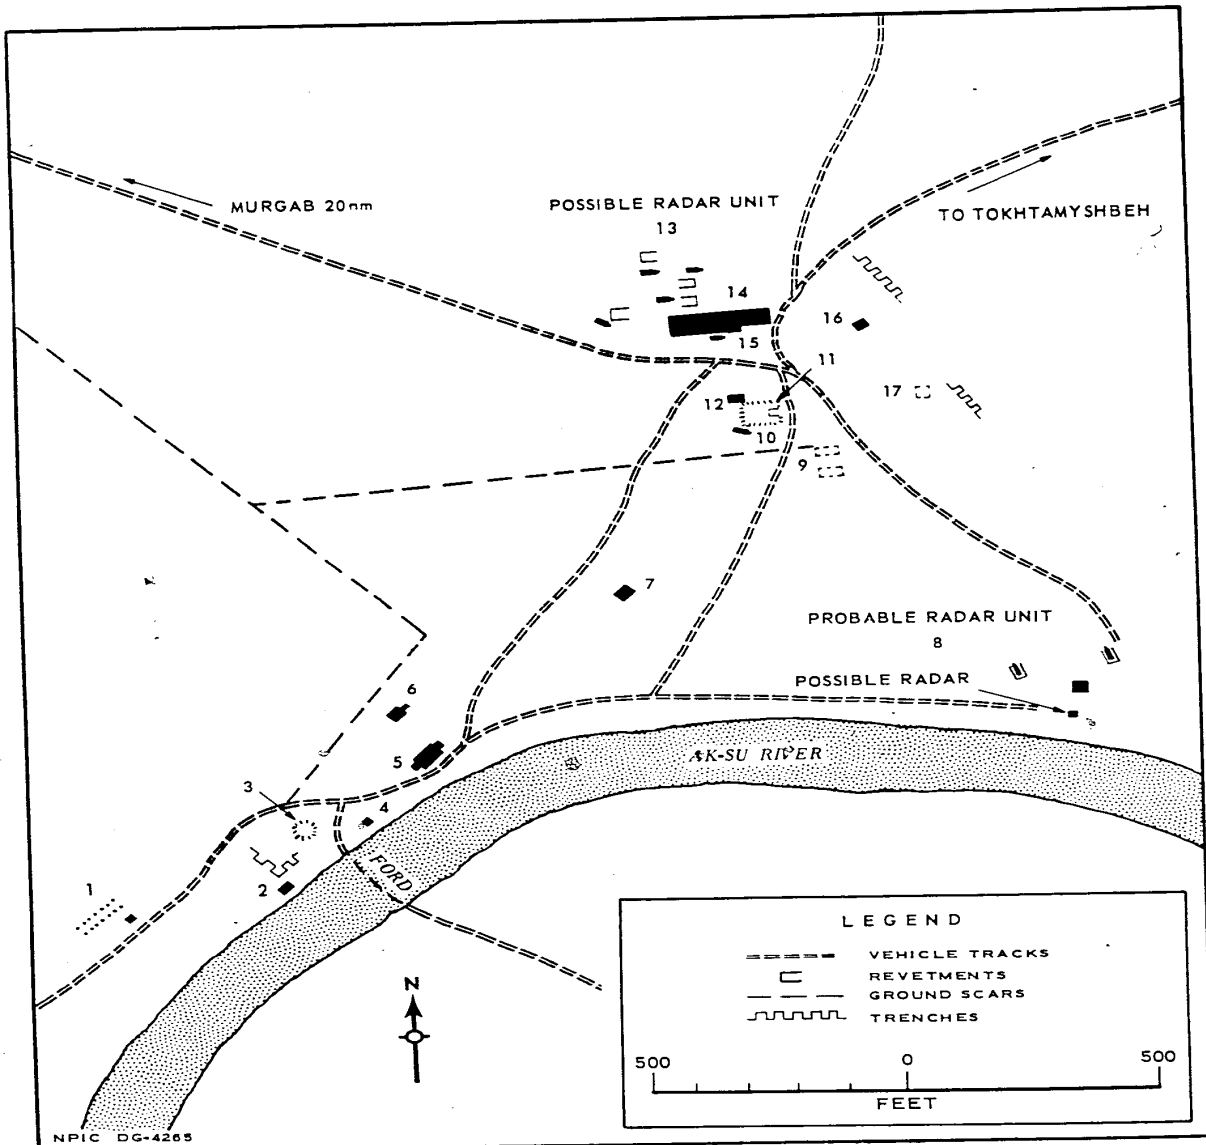 MURGAB 20nm
POSSIBLE RADAR UNIT
13
TO TOKHTAMYSHBEH
14
15
16
11
17
12
10
9
7
PROBABLE RADAR UNIT
8
POSSIBLE RADAR
6
5
AK-SU RIVER
3
4
FORD
1
2
N
LEGEND
VEHICLE TRACKS
REVETMENTS
GROUND SCARS
TRENCHES
500 0 500
FEET
NPIC DG-4265